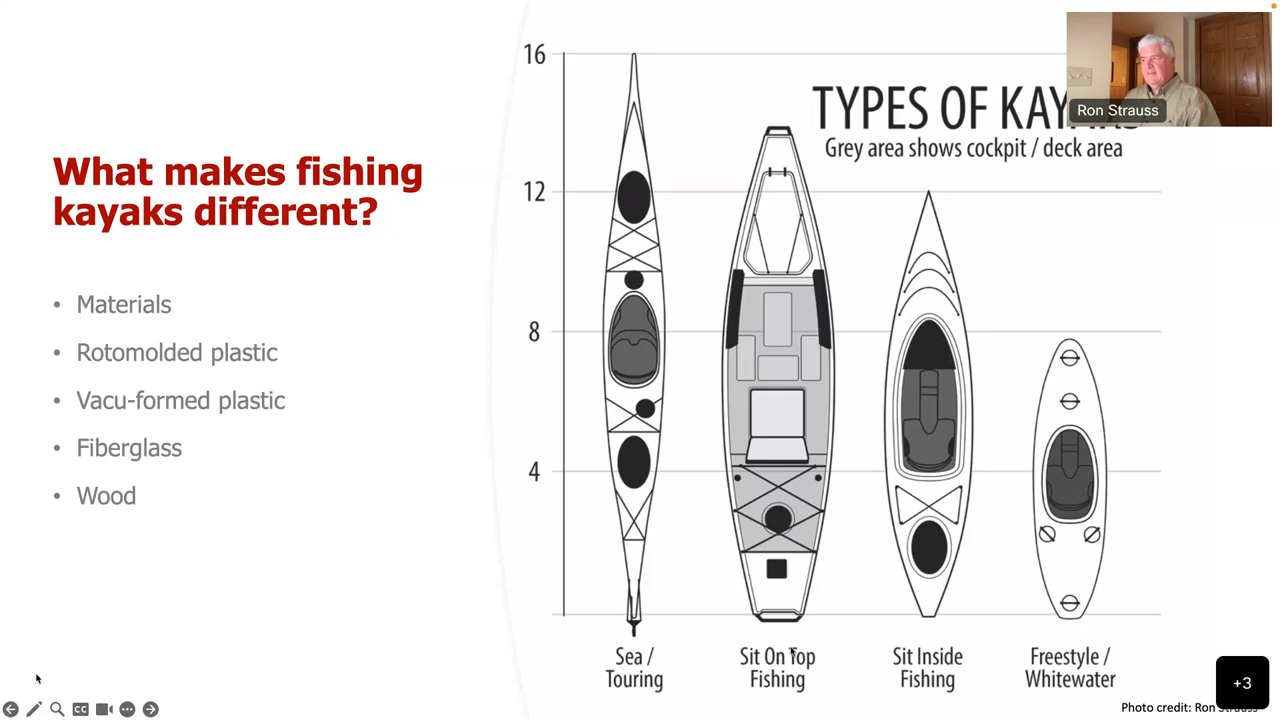 What makes fishing
kayaks different?
• Materials
• Rotomolded plastic
• Vacu-formed plastic
• Fiberglass
• Wood
16
12
8
4
TYPES OF
Grey area shows cockpit / deck area
Ron Strauss
Sea /
Touring
Sit On Top
Fishing
Sit Inside
Fishing
Freestyle /
Whitewater
+3
Photo credit: Ron Strauss
CC